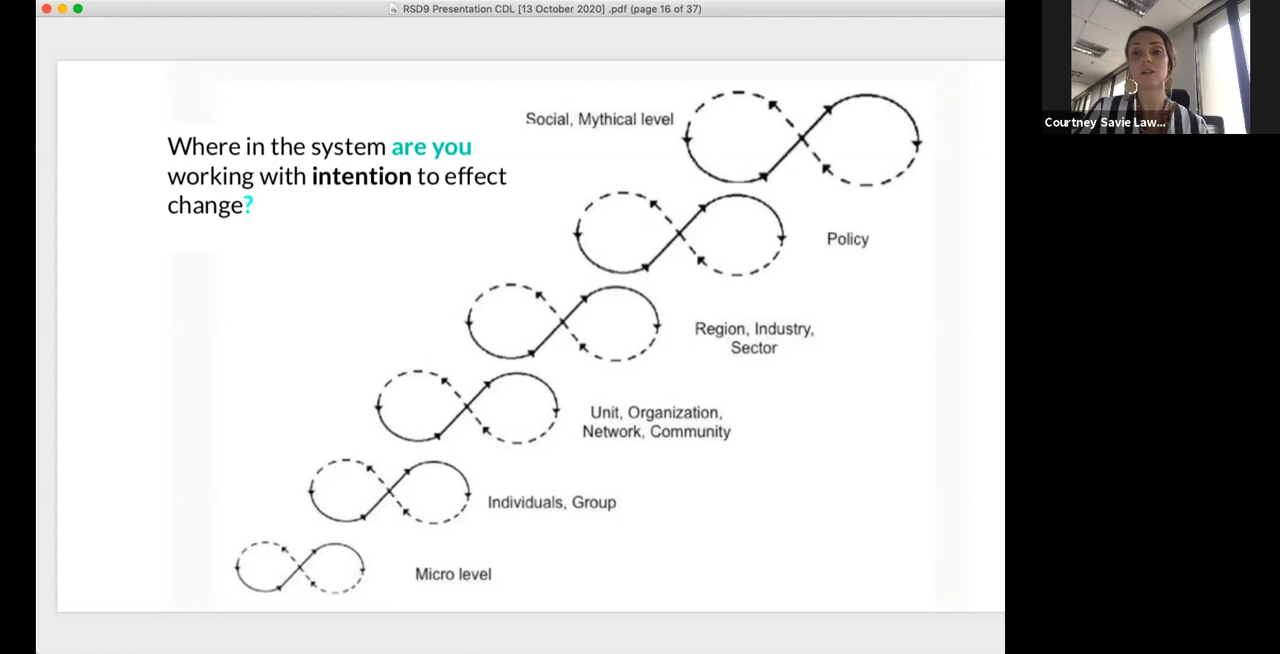 RSD9 Presentation CDL [13 October 2020] .pdf (page 16 of 37)
Courtney Savie Law...
Where in the system are you
working with intention to effect
change?
Social, Mythical level
Policy
Region, Industry,
Sector
Unit, Organization,
Network, Community
Individuals, Group
Micro level